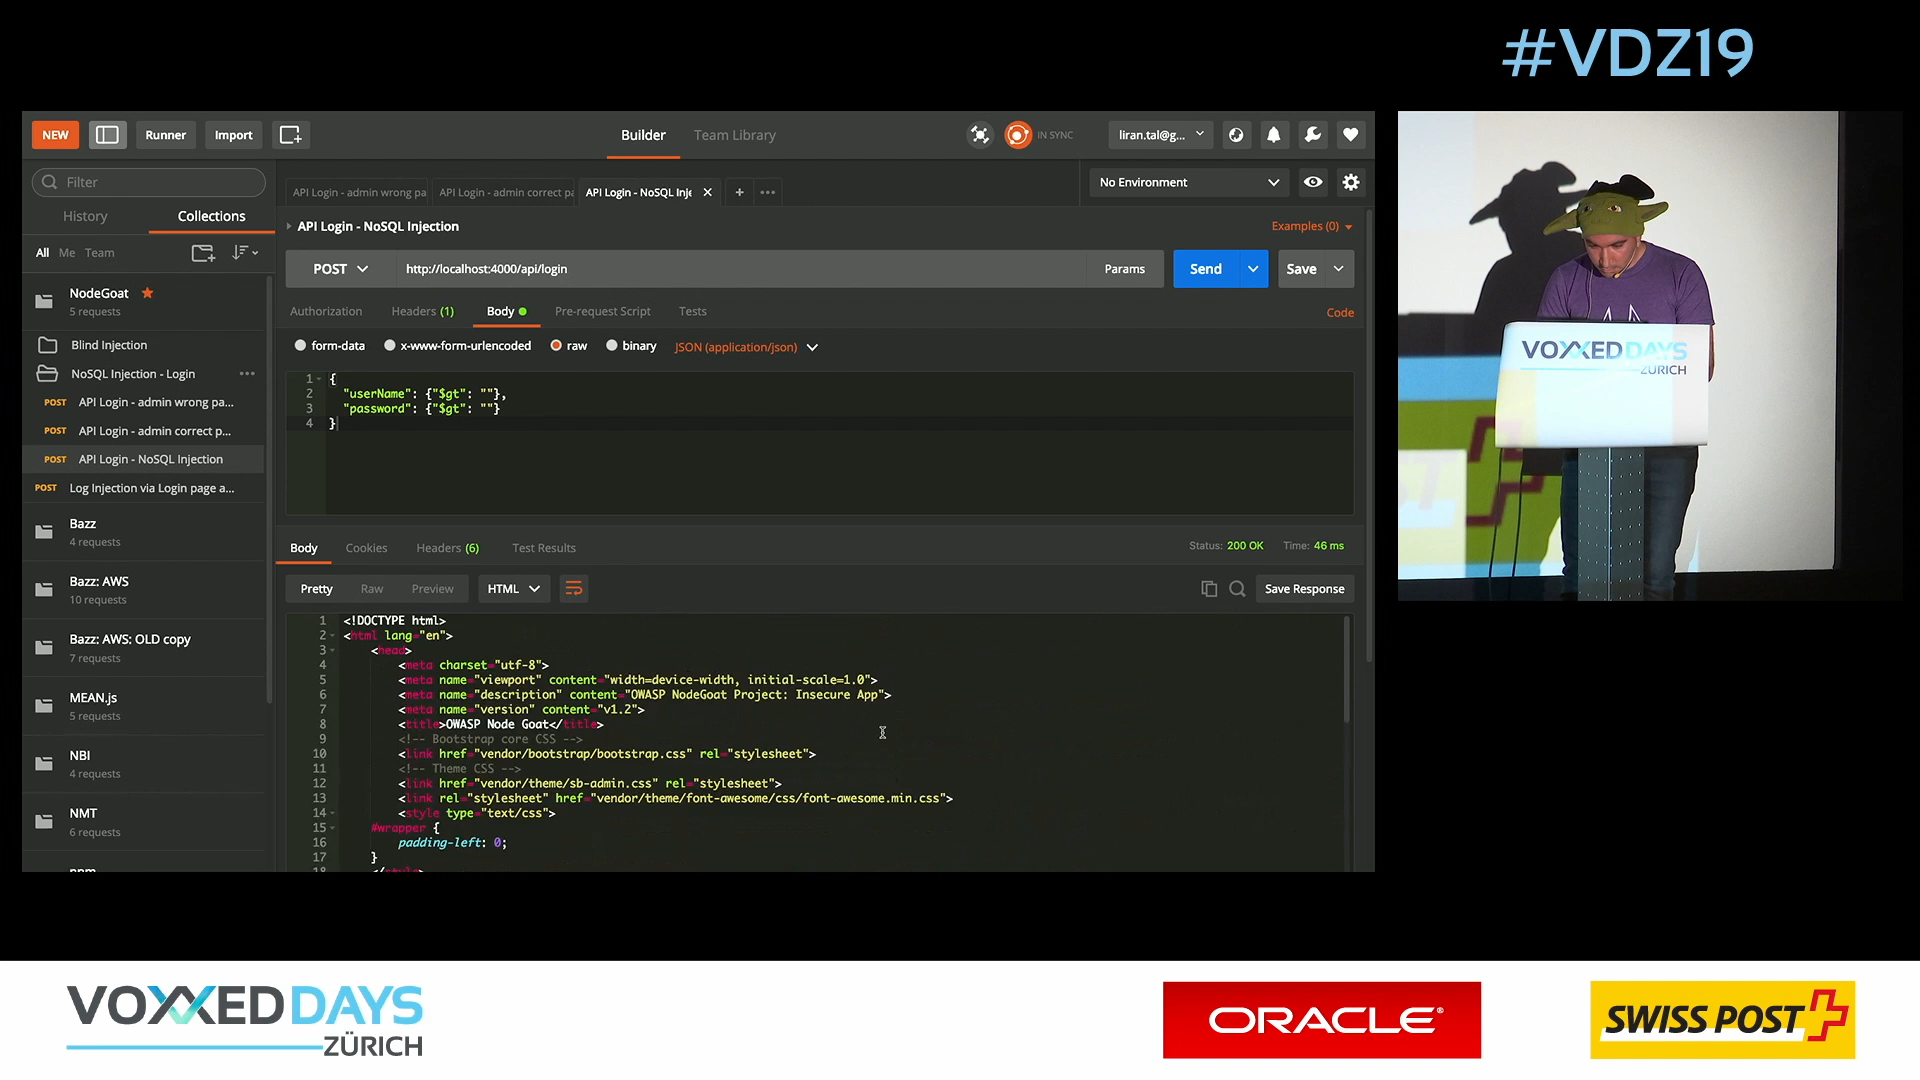 #VDZ19
NEW
Runner
Import
Builder
Team Library
IN SYNC
liran.tal@g...
Filter
History
Collections
All
Me
Team
NodeGoat
5 requests
Blind Injection
NoSQL Injection - Login
POST API Login - admin wrong pa...
POST API Login - admin correct p...
POST API Login - NoSQL Injection
POST Log Injection via Login page a...
Bazz
4 requests
Bazz: AWS
10 requests
Bazz: AWS: OLD copy
7 requests
MEAN.js
5 requests
NBI
4 requests
NMT
6 requests
API Login - admin wrong pa
API Login - admin correct pa
API Login - NoSQL Inje
No Environment
API Login - NoSQL Injection
Examples (0)
POST
http://localhost:4000/api/login
Params
Send
Save
Authorization
Headers (1)
Body
Pre-request Script
Tests
Code
form-data
x-www-form-urlencoded
raw
binary
JSON (application/json)
1 {
2 "userName": {"$gt": ""},
3 "password": {"$gt": ""}
4 }
Body
Cookies
Headers (6)
Test Results
Status: 200 OK
Time: 46 ms
Pretty
Raw
Preview
HTML
Save Response
1 <!DOCTYPE html>
2 <html lang="en">
3 <head>
4 <meta charset="utf-8">
5 <meta name="viewport" content="width=device-width, initial-scale=1.0">
6 <meta name="description" content="OWASP NodeGoat Project: Insecure App">
7 <meta name="version" content="v1.2">
8 <title>OWASP Node Goat</title>
9 <!-- Bootstrap core CSS -->
10 <link href="vendor/bootstrap/bootstrap.css" rel="stylesheet">
11 <!-- Theme CSS -->
12 <link href="vendor/theme/sb-admin.css" rel="stylesheet">
13 <link rel="stylesheet" href="vendor/theme/font-awesome/css/font-awesome.min.css">
14 <style type="text/css">
15 #wrapper {
16 padding-left: 0;
17 }
VOXXED DAYS
ZURICH
VOXXED DAYS
ZÜRICH
ORACLE®
SWISS POST